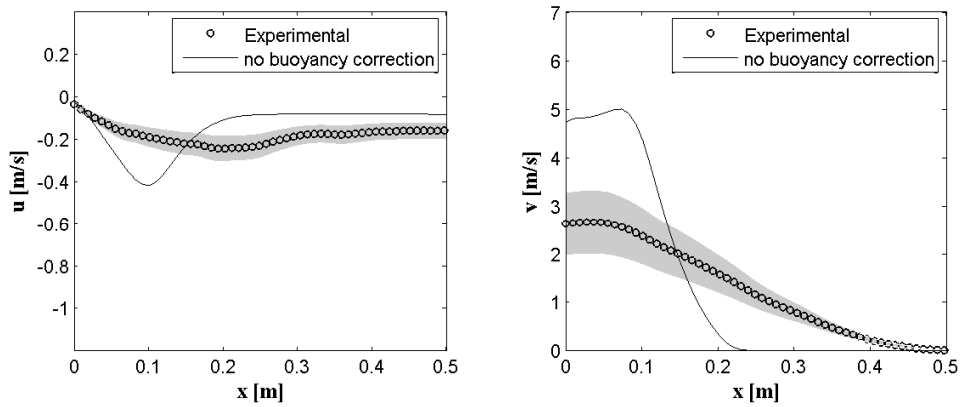 0.4
0.2
0
-0.2
-0.4
-0.6
-0.8
-1
u [m/s]
Experimental
no buoyancy correction
0 0.1 0.2 0.3 0.4 0.5
x [m]
7
6
5
4
3
2
1
0
v [m/s]
Experimental
no buoyancy correction
0 0.1 0.2 0.3 0.4 0.5
x [m]